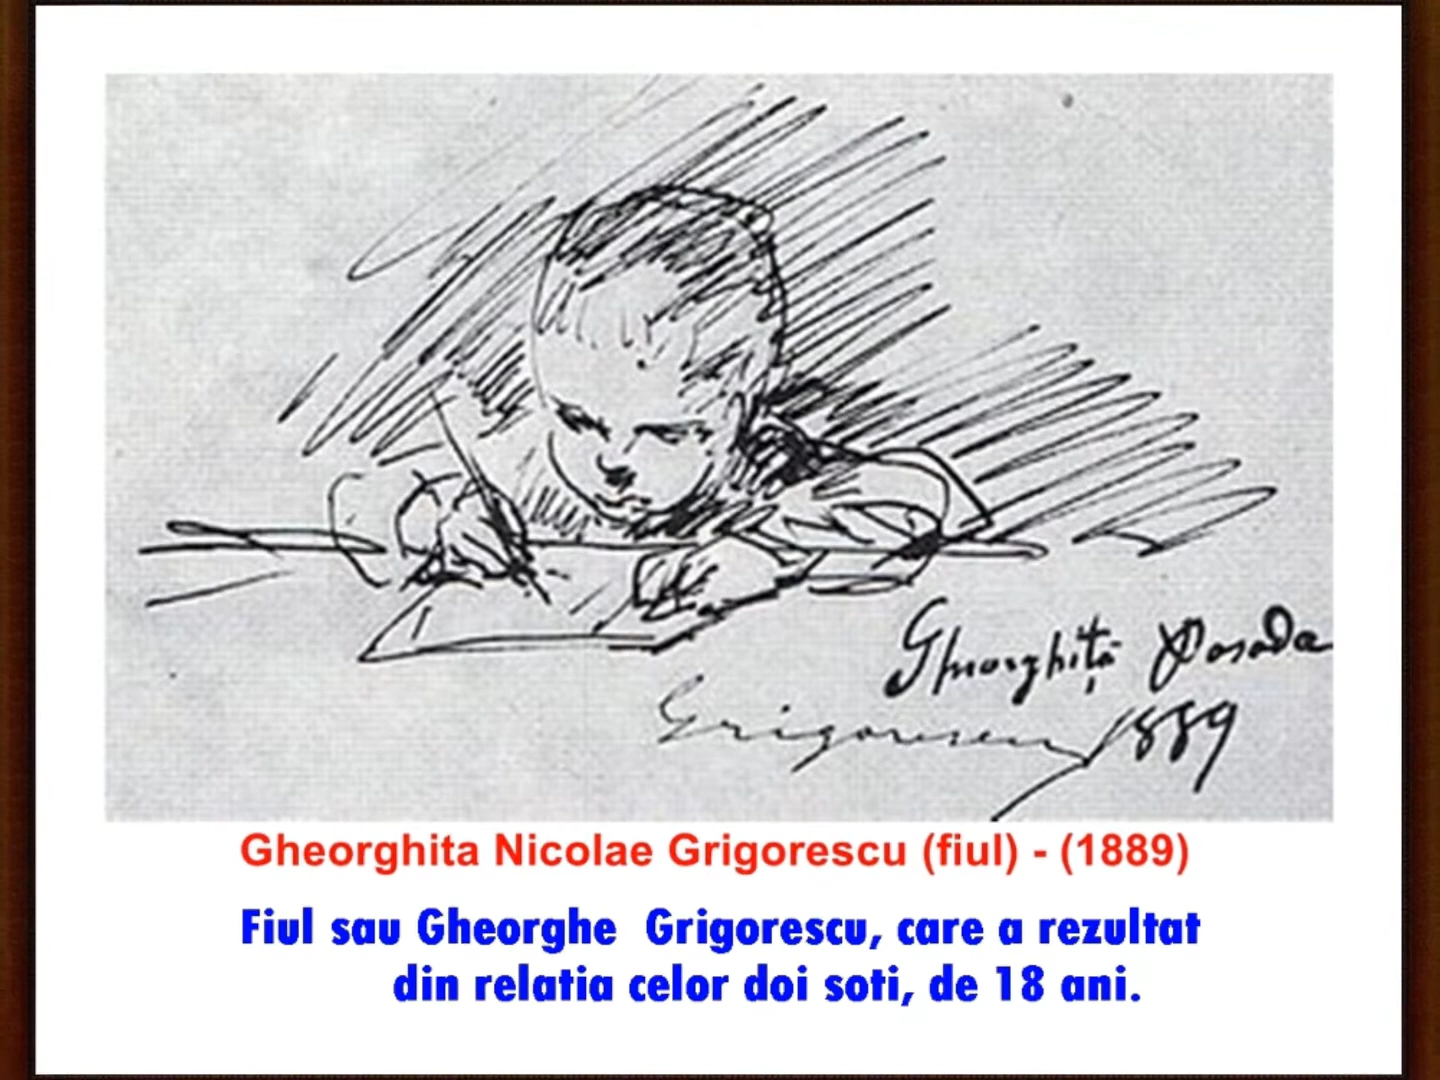 Gheorghiță Posada
Grigorescu 1889
Gheorghita Nicolae Grigorescu (fiul) - (1889)
Fiul sau Gheorghe Grigorescu, care a rezultat
din relatia celor doi soti, de 18 ani.